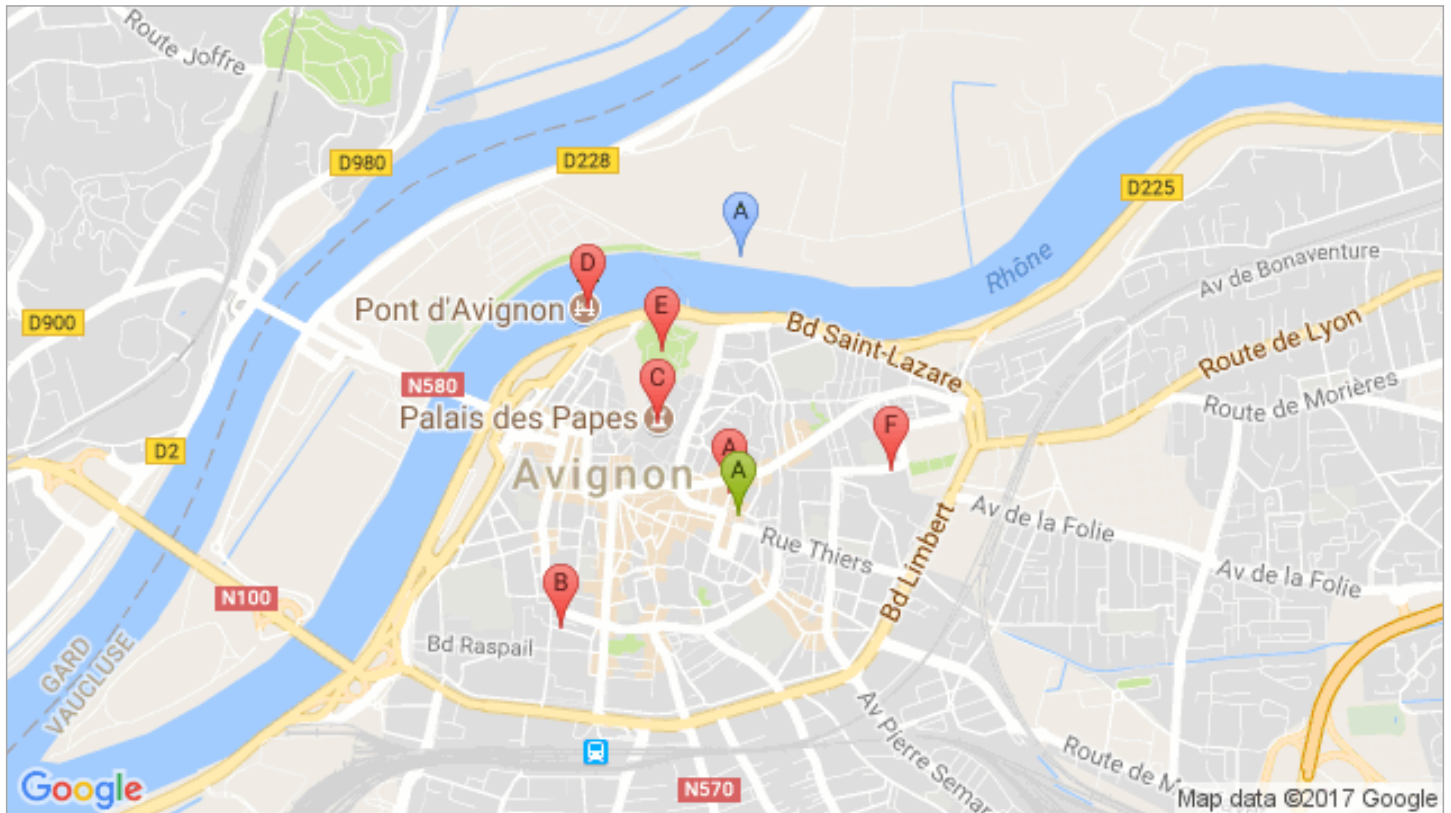 Route Joffre
D980
D228
D225
A
Rhône
Av de Bonaventure
D
Pont d'Avignon
E
D900
Bd Saint-Lazare
Route de Lyon
N580
C
Route de Morières
Palais des Papes
F
D2
A
A
Avignon
Av de la Folie
Rue Thiers
Bd Limbert
Av de la Folie
B
N100
Bd Raspail
GARD
VAUCLUSE
Av Pierre Semar
Route de M
N570
Google
Map data ©2017 Google